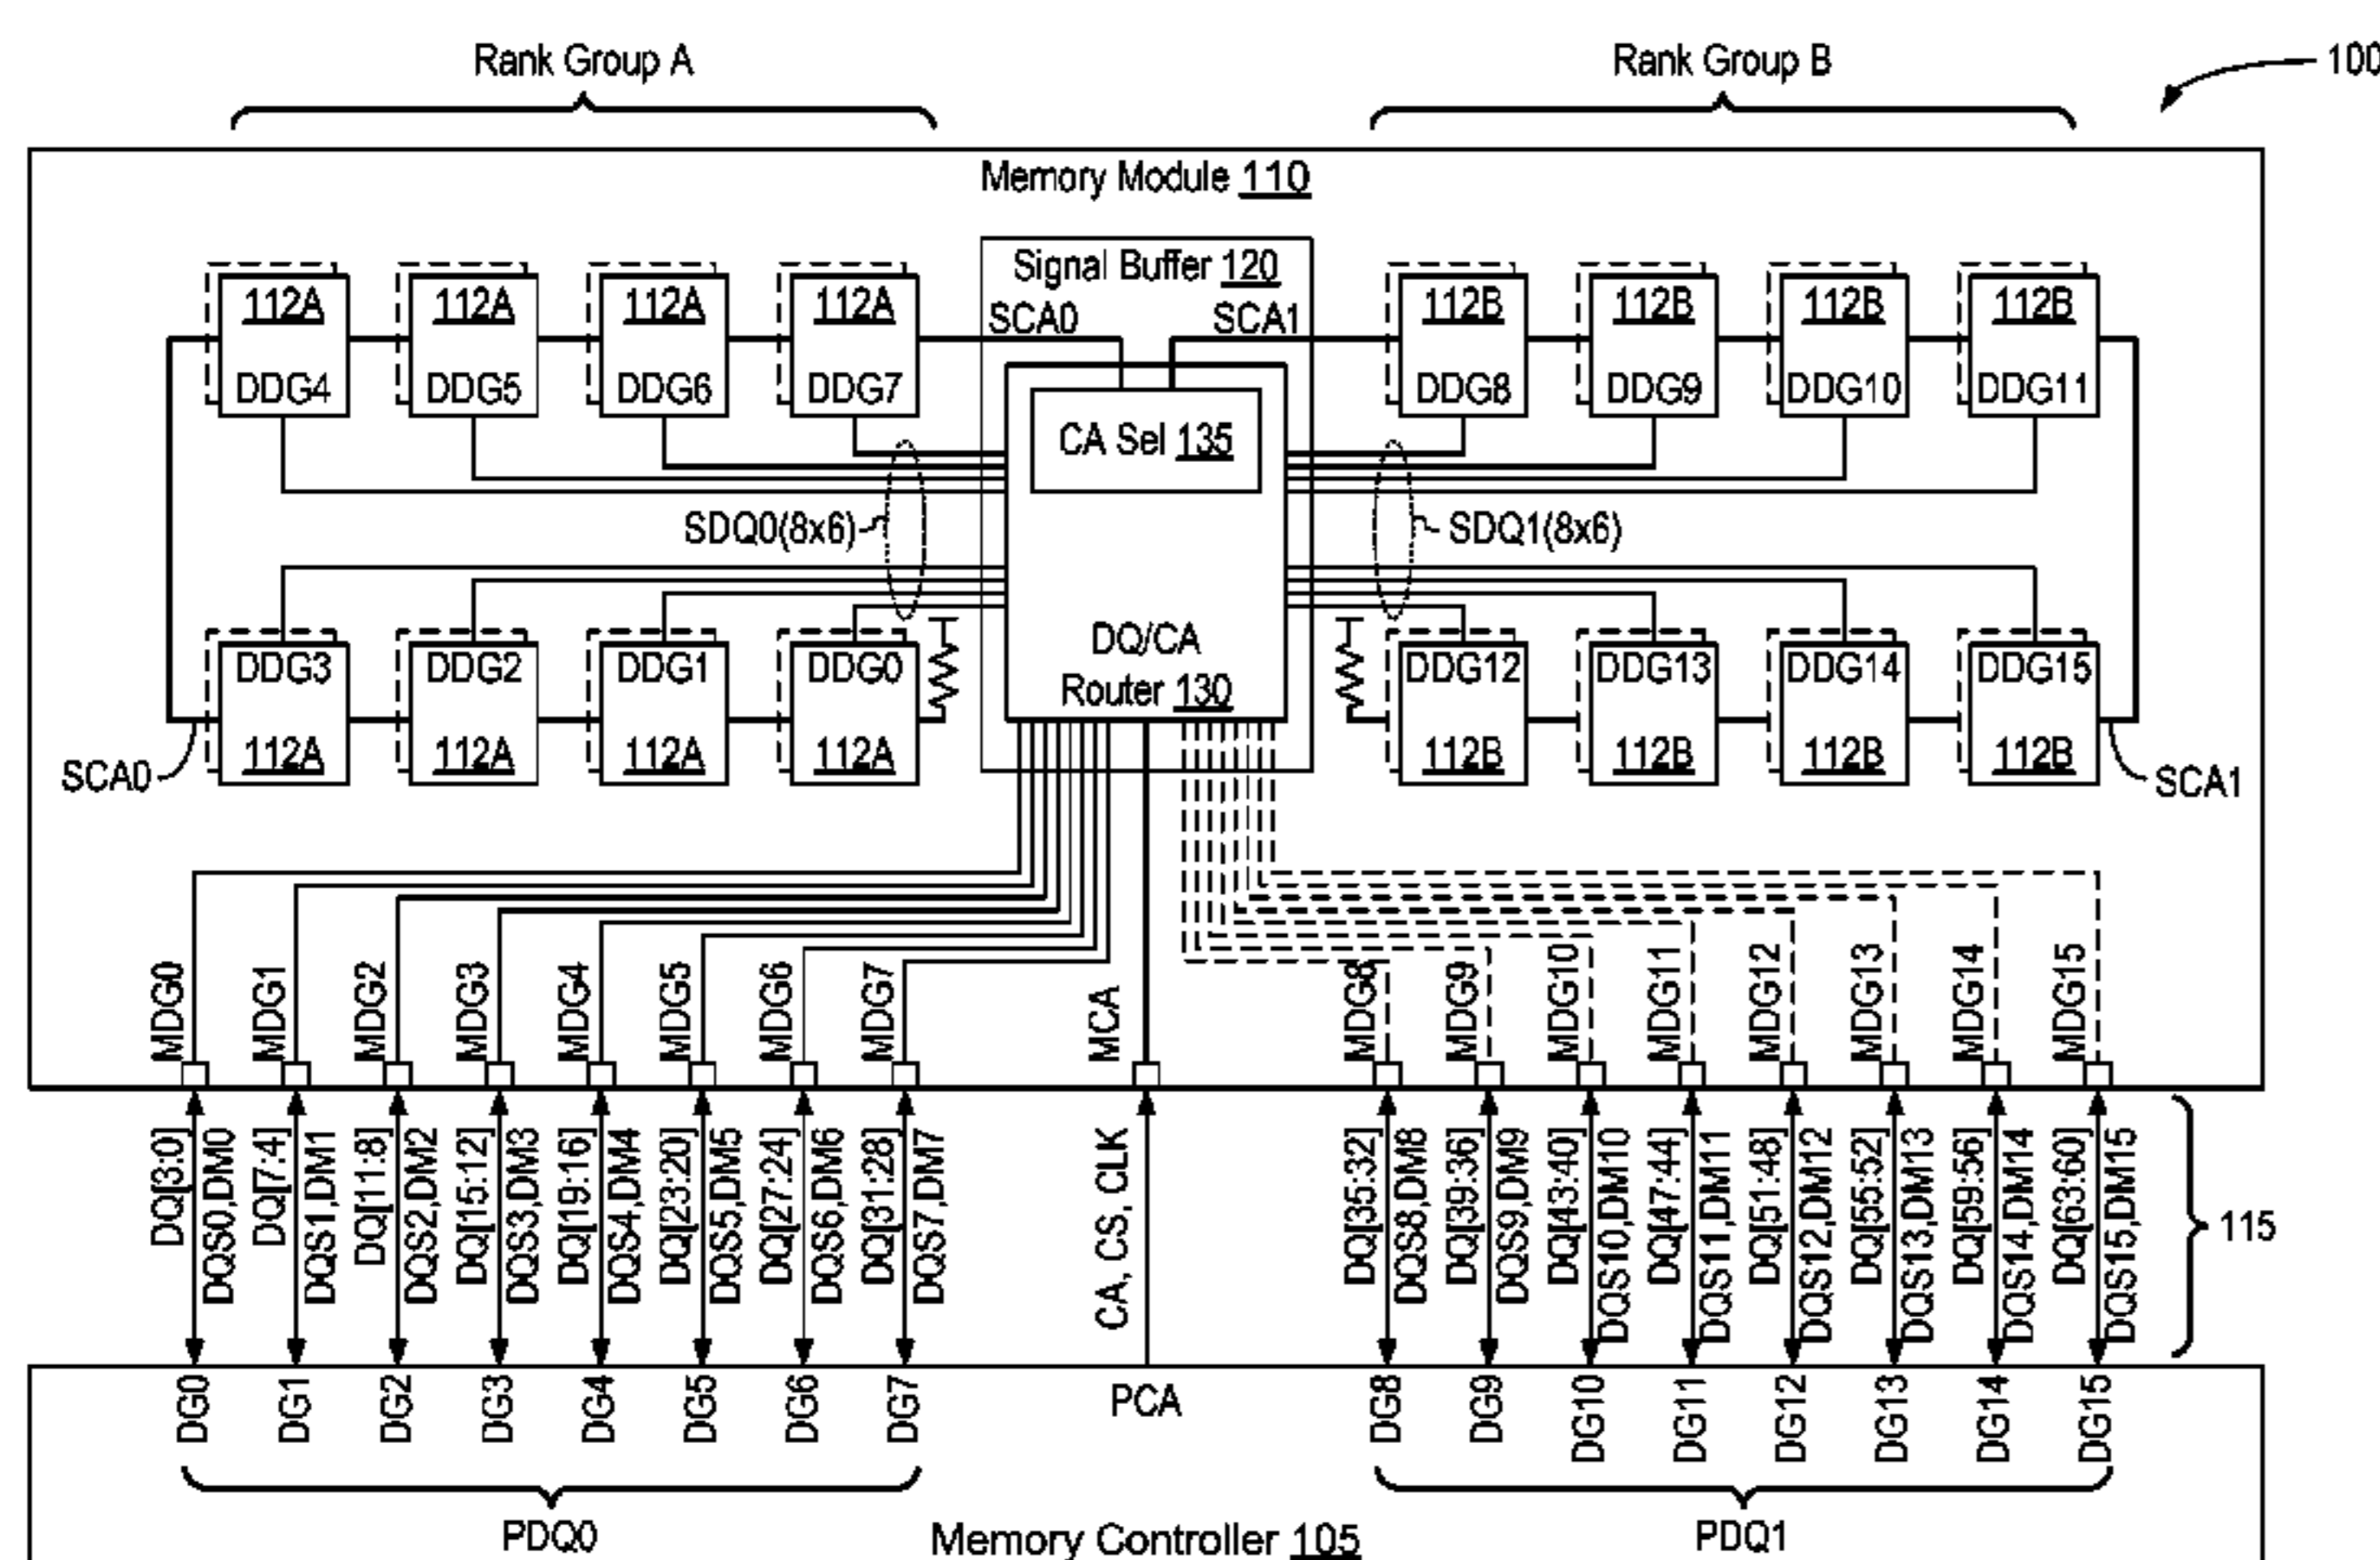 Rank Group A
Rank Group B
100
Memory Module 110
Signal Buffer 120
SCA0
SCA1
112A
112A
112A
112A
112B
112B
112B
112B
DDG4
DDG5
DDG6
DDG7
DDG8
DDG9
DDG10
DDG11
CA Sel 135
SDQ0(8x6)
SDQ1(8x6)
DQ/CA
Router 130
DDG3
DDG2
DDG1
DDG0
DDG12
DDG13
DDG14
DDG15
112A
112A
112A
112A
112B
112B
112B
112B
SCA0
SCA1
MDG0
MDG1
MDG2
MDG3
MDG4
MDG5
MDG6
MDG7
MCA
MDG8
MDG9
MDG10
MDG11
MDG12
MDG13
MDG14
MDG15
DQ[3:0]
DQS0,DM0
DQ[7:4]
DQS1,DM1
DQ[11:8]
DQS2,DM2
DQ[15:12]
DQS3,DM3
DQ[19:16]
DQS4,DM4
DQ[23:20]
DQS5,DM5
DQ[27:24]
DQS6,DM6
DQ[31:28]
DQS7,DM7
CA, CS, CLK
DQ[35:32]
DQS8,DM8
DQ[39:36]
DQS9,DM9
DQ[43:40]
DQS10,DM10
DQ[47:44]
DQS11,DM11
DQ[51:48]
DQS12,DM12
DQ[55:52]
DQS13,DM13
DQ[59:56]
DQS14,DM14
DQ[63:60]
DQS15,DM15
115
DG0
DG1
DG2
DG3
DG4
DG5
DG6
DG7
PCA
DG8
DG9
DG10
DG11
DG12
DG13
DG14
DG15
PDQ0
Memory Controller 105
PDQ1